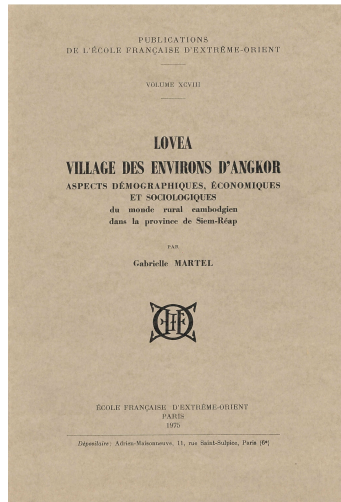 PUBLICATIONS
DE L'ÉCOLE FRANÇAISE D'EXTRÊME-ORIENT
VOLUME XCVIII
LOVEA
VILLAGE DES ENVIRONS D'ANGKOR
ASPECTS DÉMOGRAPHIQUES, ÉCONOMIQUES
ET SOCIOLOGIQUES
du monde rural cambodgien
dans la province de Siem-Réap
PAR
Gabrielle MARTEL
ÉCOLE FRANÇAISE D'EXTRÊME-ORIENT
PARIS
1975
Dépositaire: Adrien-Maisonneuve, 11, rue Saint-Sulpice, Paris (6e)